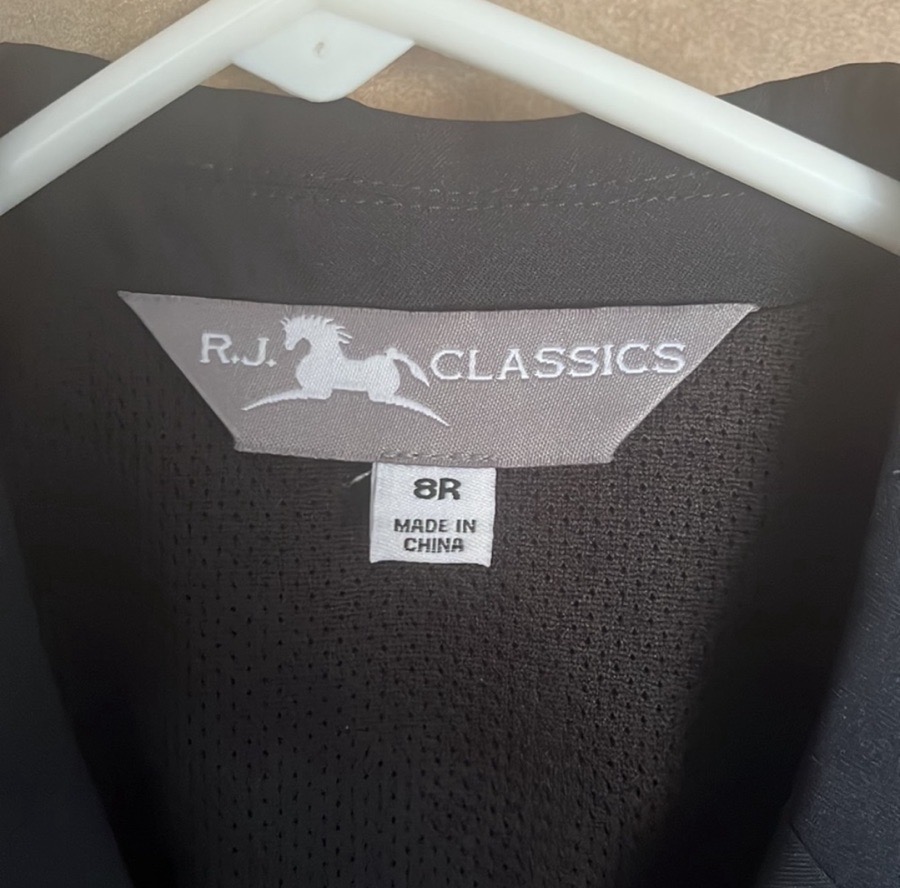 R.J. CLASSICS
8R
MADE IN
CHINA